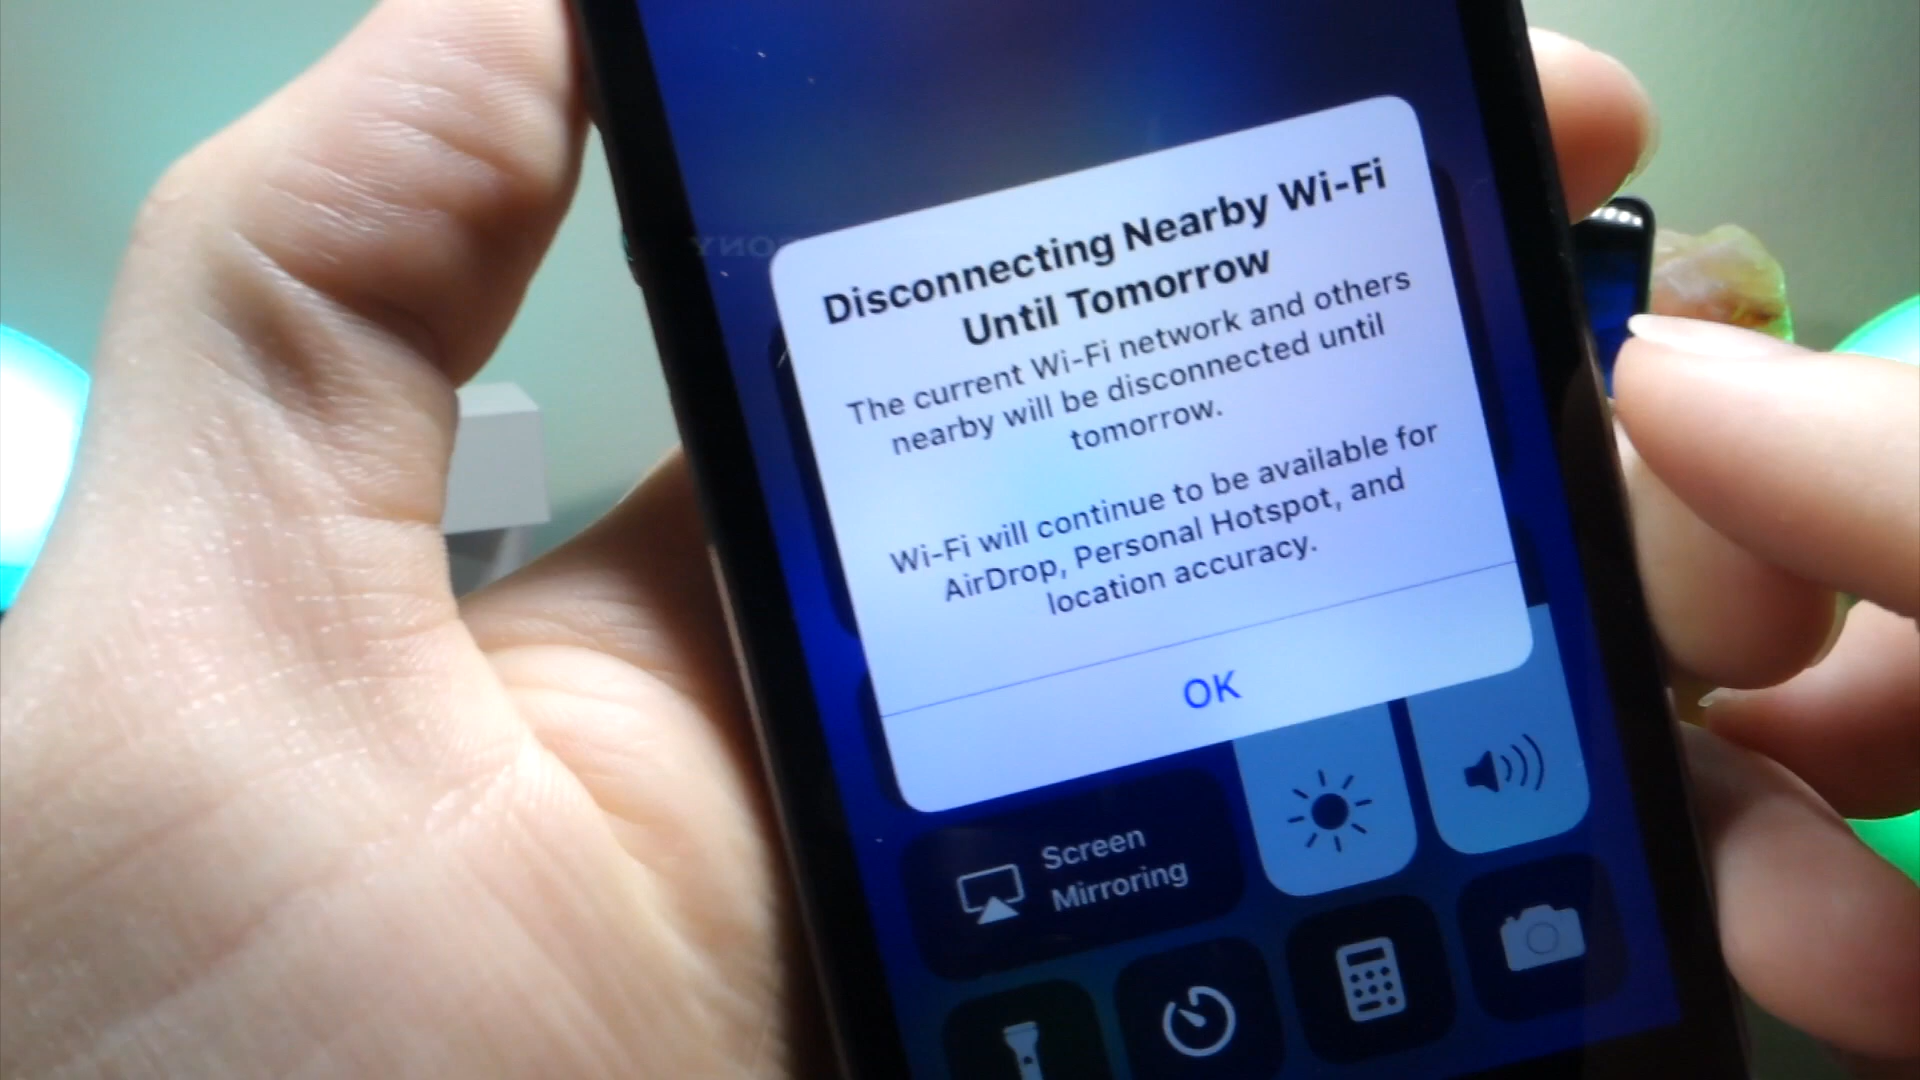 Disconnecting Nearby Wi-Fi
Until Tomorrow
The current Wi-Fi network and others
nearby will be disconnected until
tomorrow.
Wi-Fi will continue to be available for
AirDrop, Personal Hotspot, and
location accuracy.
OK
Screen
Mirroring
SONY